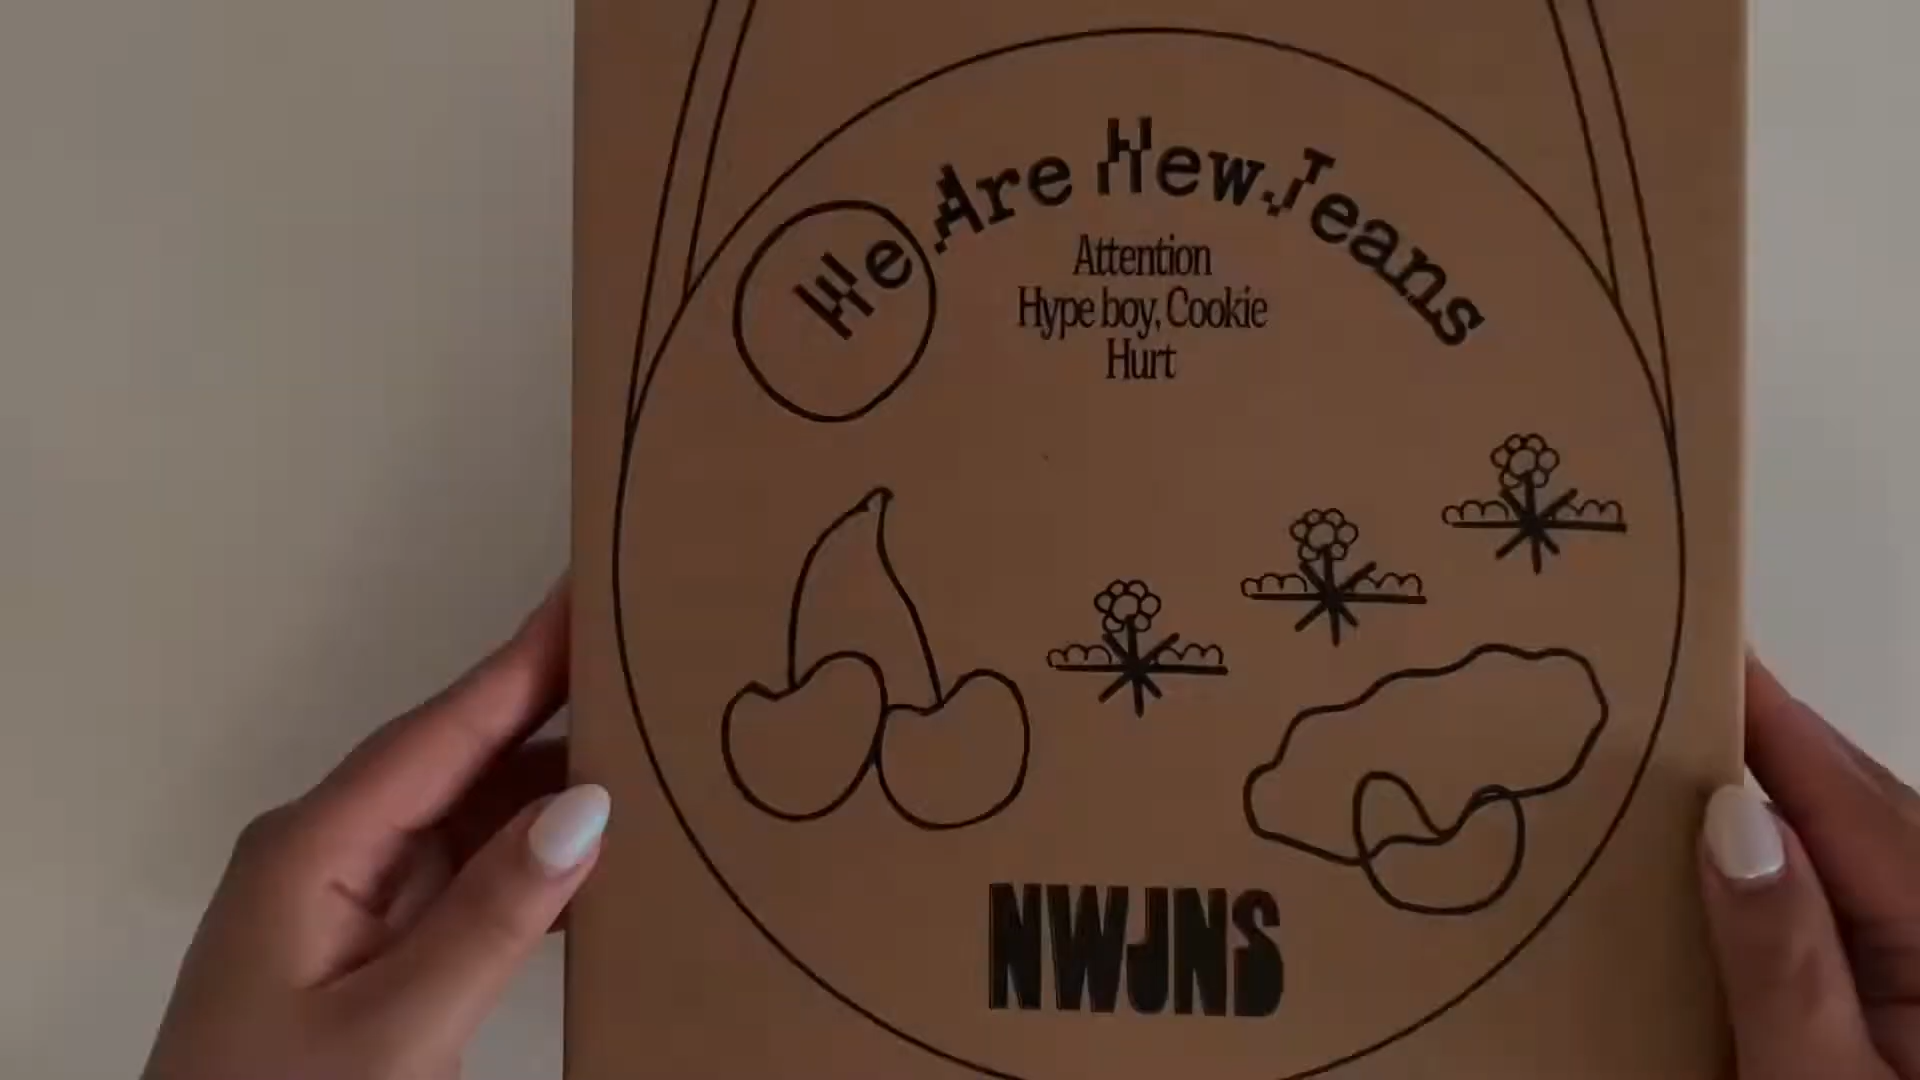 We Are NewJeans
Attention
Hype boy, Cookie
Hurt
NWJNS